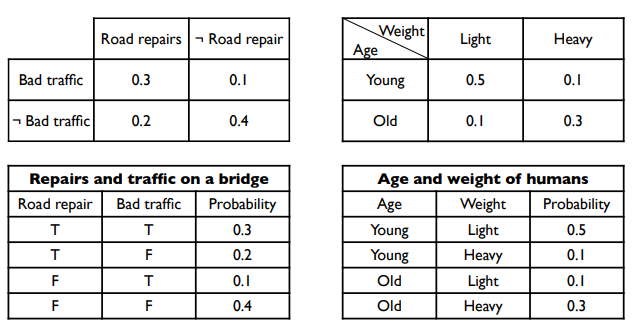 Road repairs ¬ Road repair
Bad traffic 0.3 0.1
¬ Bad traffic 0.2 0.4
Weight
Age
Light Heavy
Young 0.5 0.1
Old 0.1 0.3
Repairs and traffic on a bridge
Road repair Bad traffic Probability
T T 0.3
T F 0.2
F T 0.1
F F 0.4
Age and weight of humans
Age Weight Probability
Young Light 0.5
Young Heavy 0.1
Old Light 0.1
Old Heavy 0.3